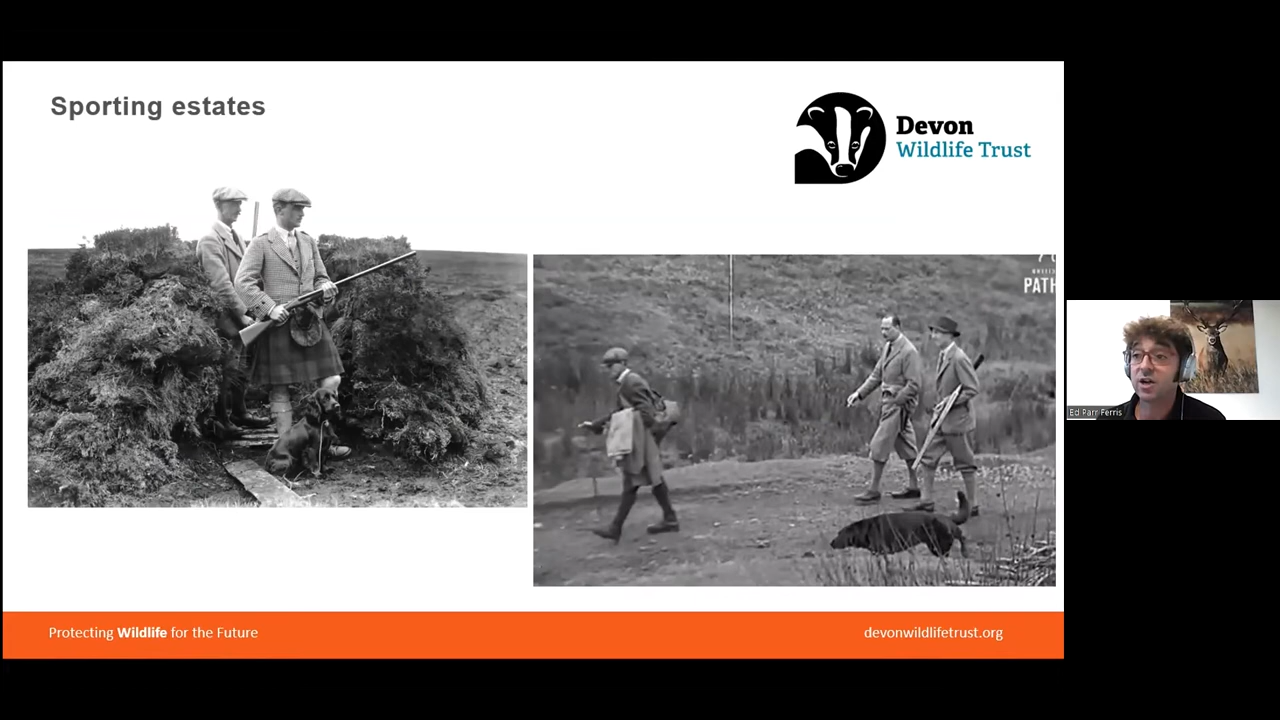 Sporting estates
Devon
Wildlife Trust
PATH
Ed Parr Ferris
Protecting Wildlife for the Future
devonwildlifetrust.org